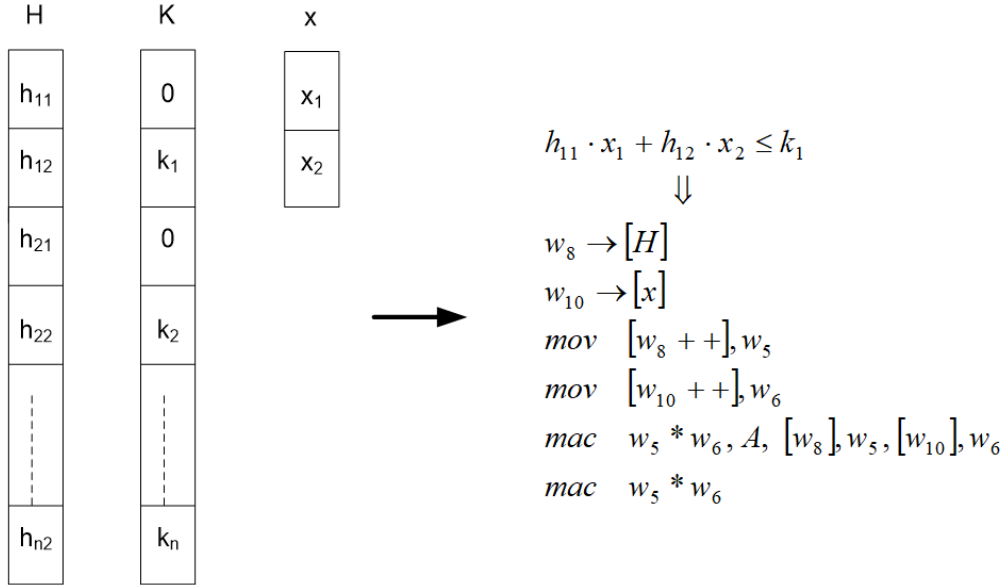 H K x
h₁₁ 0 x₁
h₁₂ k₁ x₂
h₂₁ 0
h₂₂ k₂
hₙ₂ kₙ
h₁₁ · x₁ + h₁₂ · x₂ ≤ k₁
⇓
w₈ → [H]
w₁₀ → [x]
mov [w₈ + +], w₅
mov [w₁₀ + +], w₆
mac w₅ * w₆, A, [w₈], w₅, [w₁₀], w₆
mac w₅ * w₆